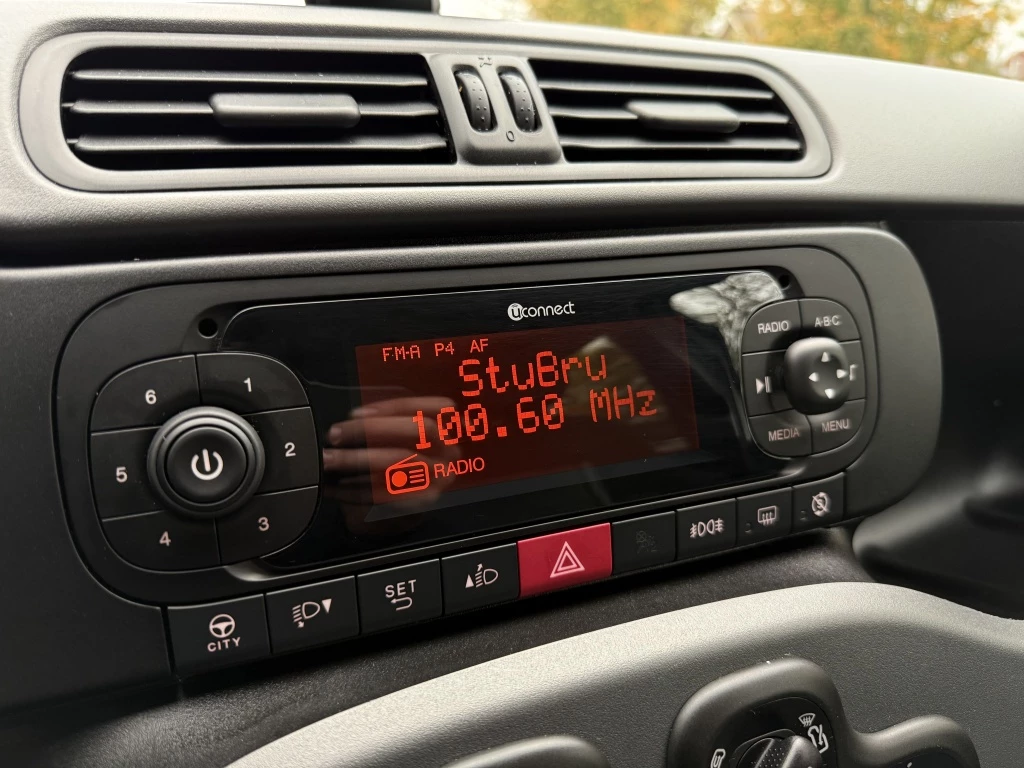 uconnect
FM-A P4 AF
StuBru
100.60 MHz
RADIO
6
1
5
2
4
3
RADIO
A·B·C
MEDIA
MENU
CITY
SET